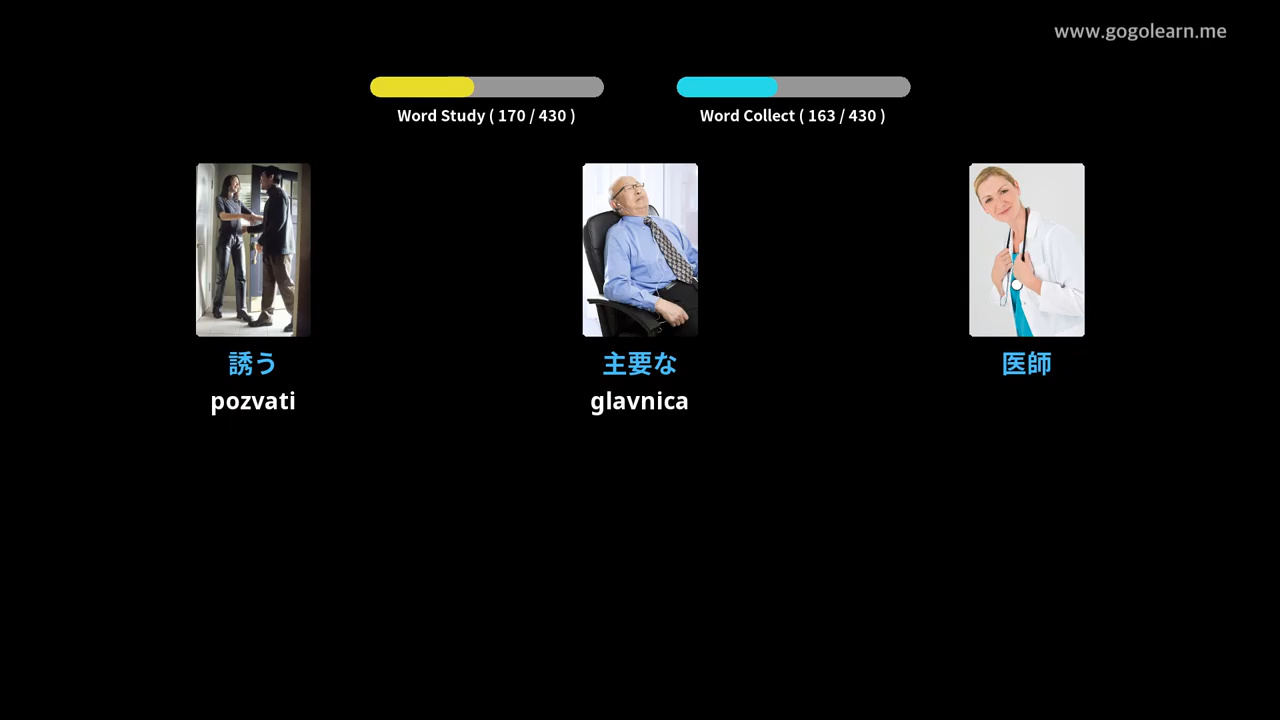 www.gogolearn.me
Word Study ( 170 / 430 )
Word Collect ( 163 / 430 )
誘う
主要な
医師
pozvati
glavnica